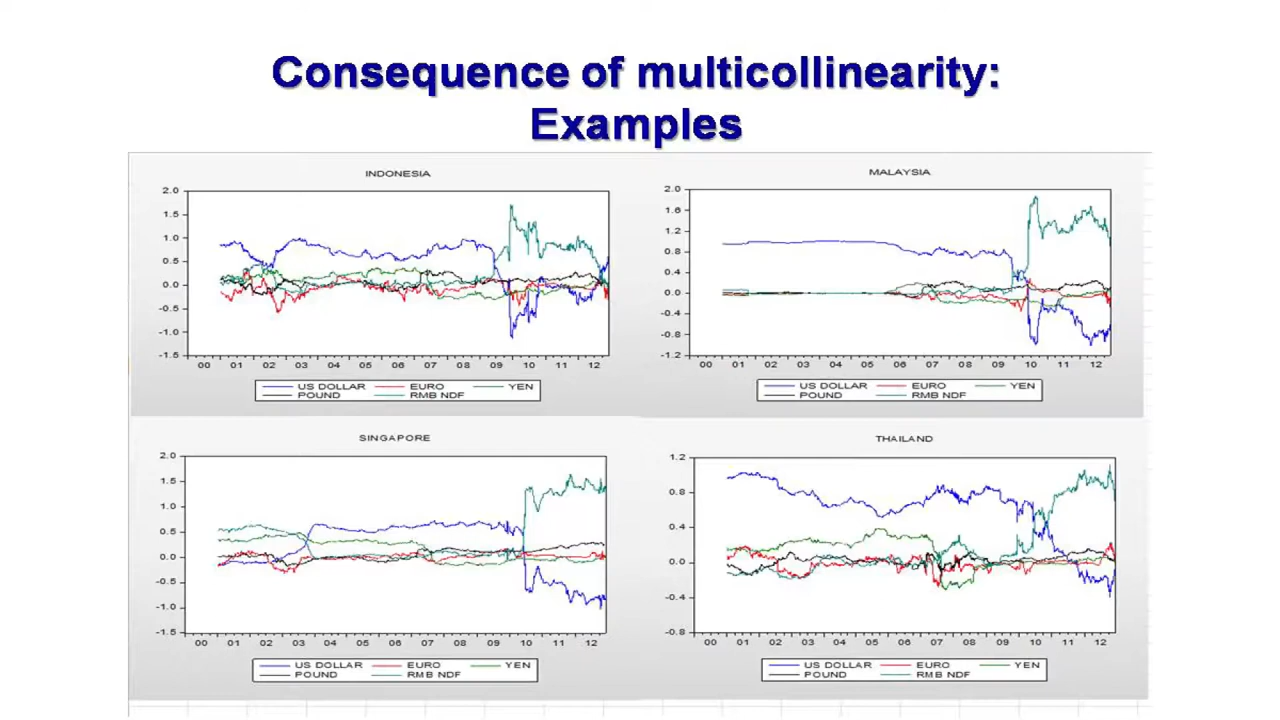 Consequence of multicollinearity:
Examples
INDONESIA
2.0
1.5
1.0
0.5
0.0
-0.5
-1.0
-1.5
00 01 02 03 04 05 06 07 08 09 10 11 12
US DOLLAR EURO YEN
POUND RMB NDF
MALAYSIA
2.0
1.6
1.2
0.8
0.4
0.0
-0.4
-0.8
-1.2
00 01 02 03 04 05 06 07 08 09 10 11 12
US DOLLAR EURO YEN
POUND RMB NDF
SINGAPORE
2.0
1.5
1.0
0.5
0.0
-0.5
-1.0
-1.5
00 01 02 03 04 05 06 07 08 09 10 11 12
US DOLLAR EURO YEN
POUND RMB NDF
THAILAND
1.2
0.8
0.4
0.0
-0.4
-0.8
00 01 02 03 04 05 06 07 08 09 10 11 12
US DOLLAR EURO YEN
POUND RMB NDF